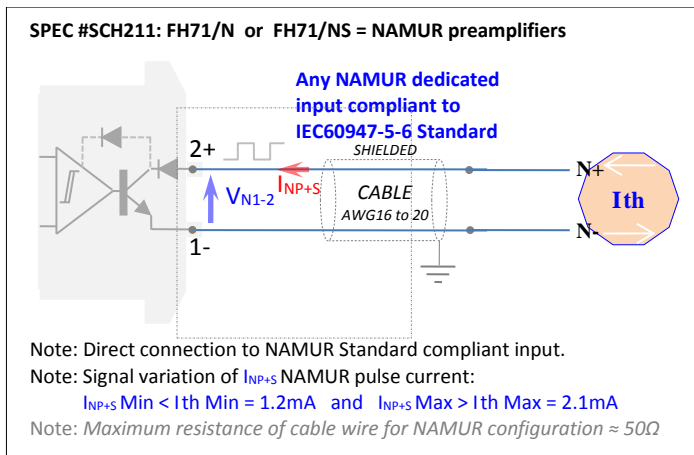 SPEC #SCH211: FH71/N or FH71/NS = NAMUR preamplifiers
Any NAMUR dedicated
input compliant to
IEC60947-5-6 Standard
SHIELDED
2+
INP+S
N+
VN1-2
CABLE
Ith
AWG16 to 20
N-
1-
Note: Direct connection to NAMUR Standard compliant input.
Note: Signal variation of INP+S NAMUR pulse current:
INP+S Min < Ith Min = 1.2mA and INP+S Max > Ith Max = 2.1mA
Note: Maximum resistance of cable wire for NAMUR configuration ≈ 50Ω